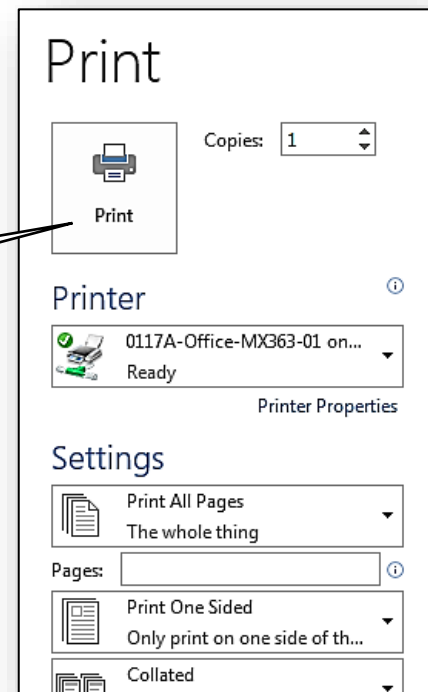 Print
Copies: 1
Print
Printer
0117A-Office-MX363-01 on...
Ready
Printer Properties
Settings
Print All Pages
The whole thing
Pages:
Print One Sided
Only print on one side of th...
Collated